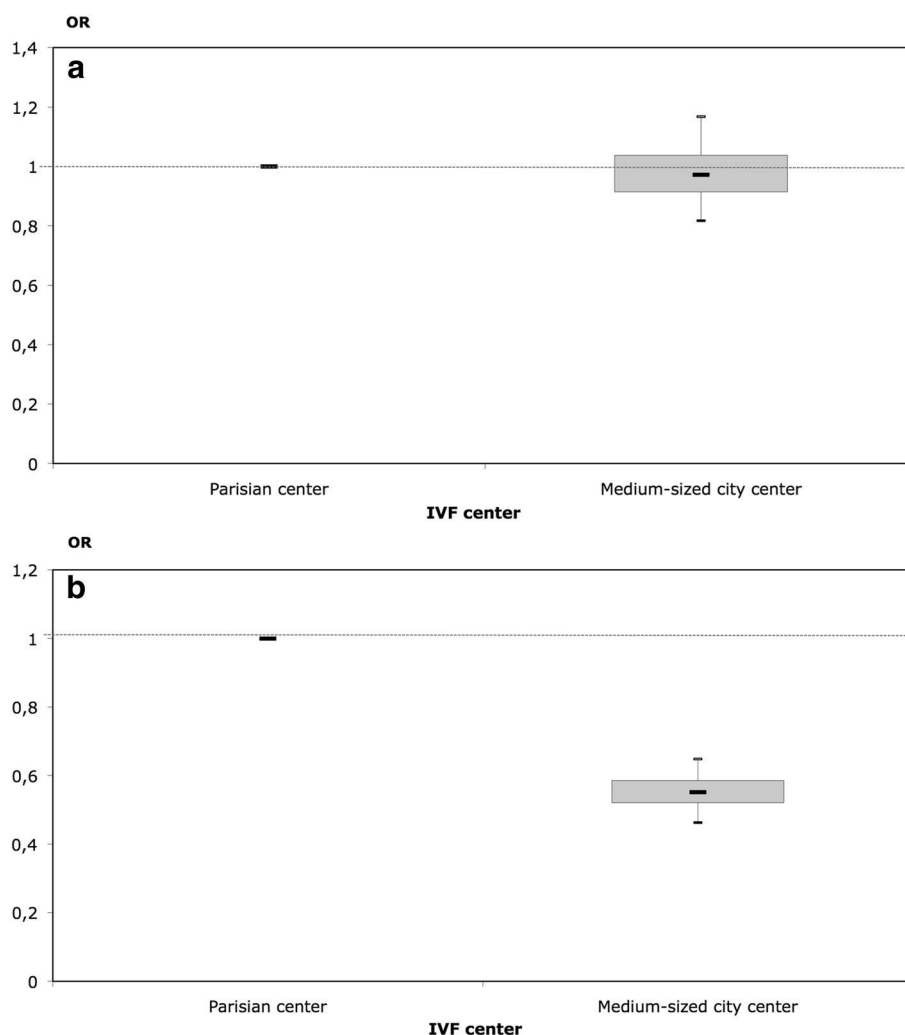 OR
a
1,4
1,2
1
0,8
0,6
0,4
0,2
0
Parisian center Medium-sized city center
IVF center
OR
b
1,2
1
0,8
0,6
0,4
0,2
0
Parisian center Medium-sized city center
IVF center